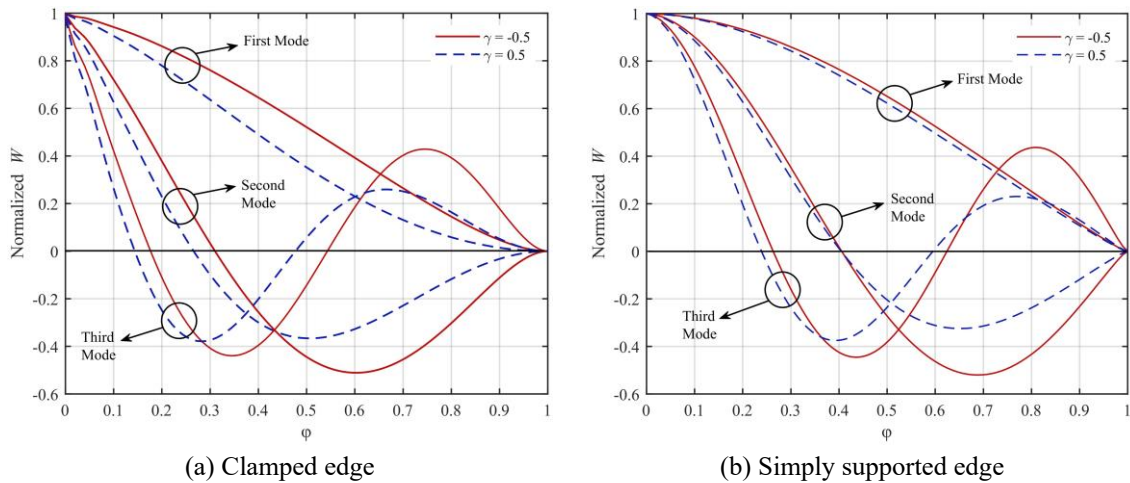 1
0.8
0.6
0.4
0.2
0
-0.2
-0.4
-0.6
Normalized W
0 0.1 0.2 0.3 0.4 0.5 0.6 0.7 0.8 0.9 1
φ
First Mode
Second
Mode
Third
Mode
γ = -0.5
γ = 0.5
(a) Clamped edge
1
0.8
0.6
0.4
0.2
0
-0.2
-0.4
-0.6
Normalized W
0 0.1 0.2 0.3 0.4 0.5 0.6 0.7 0.8 0.9 1
φ
First Mode
Second
Mode
Third
Mode
γ = -0.5
γ = 0.5
(b) Simply supported edge